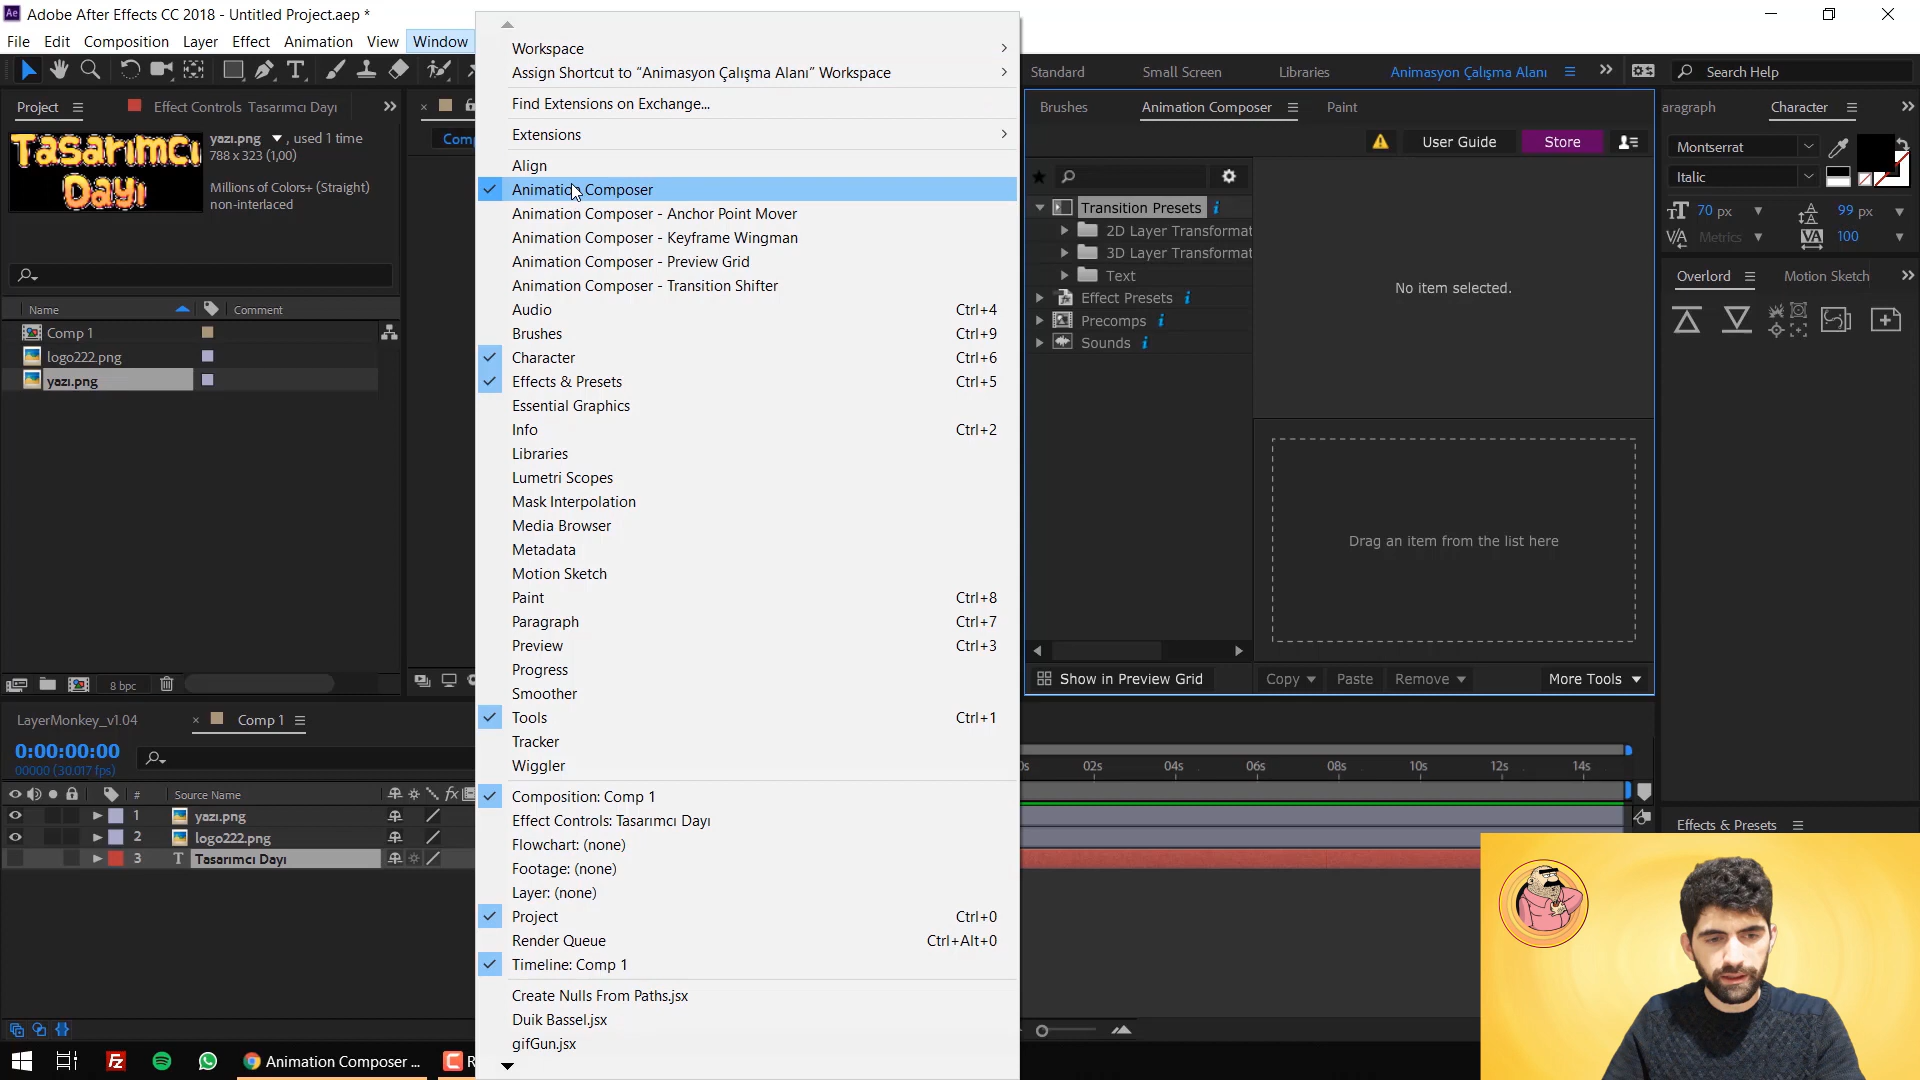 Adobe After Effects CC 2018 - Untitled Project.aep *
File Edit Composition Layer Effect Animation View Window
Standard Small Screen Libraries Animasyon Çalışma Alanı Search Help
Project Effect Controls Tasarımcı Dayı
Tasarımcı
Dayı
yazı.png , used 1 time
788 x 323 (1,00)
Millions of Colors+ (Straight)
non-interlaced
Name Comment
Comp 1
logo222.png
yazı.png
8 bpc
Workspace
Assign Shortcut to “Animasyon Çalışma Alanı” Workspace
Find Extensions on Exchange...
Extensions
Align
Animation Composer
Animation Composer - Anchor Point Mover
Animation Composer - Keyframe Wingman
Animation Composer - Preview Grid
Animation Composer - Transition Shifter
Audio Ctrl+4
Brushes Ctrl+9
Character Ctrl+6
Effects & Presets Ctrl+5
Essential Graphics
Info Ctrl+2
Libraries
Lumetri Scopes
Mask Interpolation
Media Browser
Metadata
Motion Sketch
Paint Ctrl+8
Paragraph Ctrl+7
Preview Ctrl+3
Progress
Smoother
Tools Ctrl+1
Tracker
Wiggler
Composition: Comp 1
Effect Controls: Tasarımcı Dayı
Flowchart: (none)
Footage: (none)
Layer: (none)
Project Ctrl+0
Render Queue Ctrl+Alt+0
Timeline: Comp 1
Create Nulls From Paths.jsx
Duik Bassel.jsx
gifGun.jsx
Brushes Animation Composer Paint
User Guide Store
Transition Presets
2D Layer Transformat
3D Layer Transformat
Text
Effect Presets
Precomps
Sounds
No item selected.
Drag an item from the list here
Show in Preview Grid Copy Paste Remove More Tools
aragraph Character
Montserrat
Italic
70 px 99 px
Metrics 100
Overlord Motion Sketch
Effects & Presets
LayerMonkey_v1.04 Comp 1
0:00:00:00
00000 (30.017 fps)
# Source Name
1 yazı.png
2 logo222.png
3 T Tasarımcı Dayı
0s 02s 04s 06s 08s 10s 12s 14s
Animation Composer ...